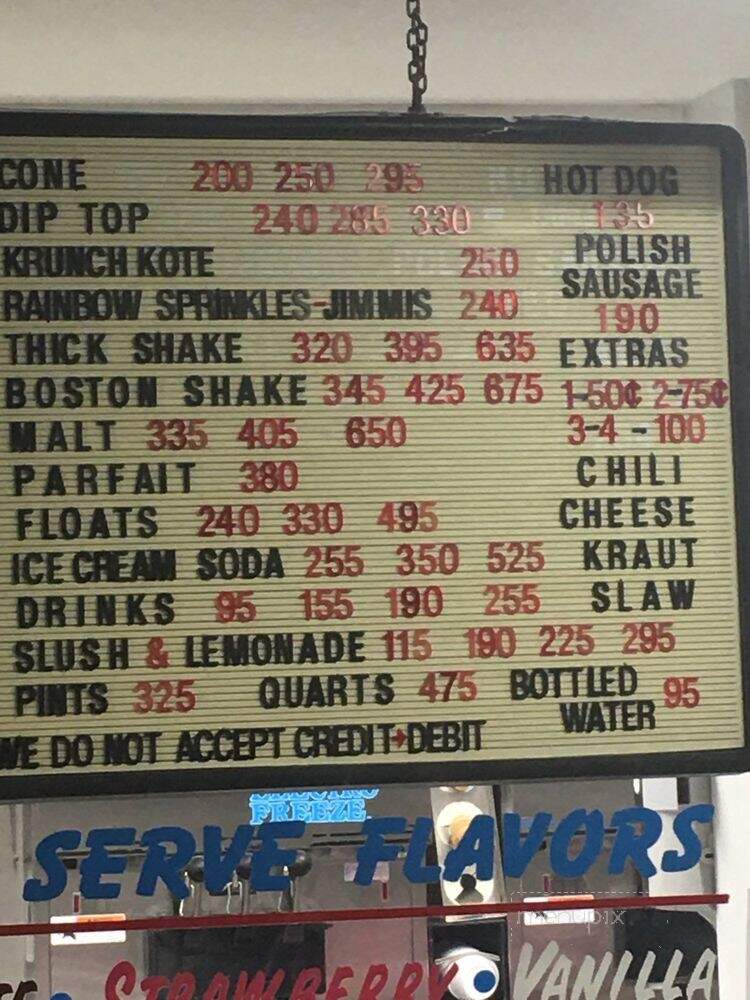 CONE 200 250 295
DIP TOP 240 285 330
KRUNCH KOTE 250
RAINBOW SPRINKLES-JIMMIS 240
THICK SHAKE 320 395 635
BOSTON SHAKE 345 425 675
MALT 335 405 650
PARFAIT 380
FLOATS 240 330 495
ICE CREAM SODA 255 350 525
DRINKS 95 155 190 255
SLUSH & LEMONADE 115 190 225 295
PINTS 325 QUARTS 475
WE DO NOT ACCEPT CREDIT+DEBIT
HOT DOG
135
POLISH
SAUSAGE
190
EXTRAS
1-50¢ 2-75¢
3-4 - 100
CHILI
CHEESE
KRAUT
SLAW
BOTTLED
WATER 95
FREEZE
SERVE FLAVORS
menupix
STRAWBERRY VANILLA